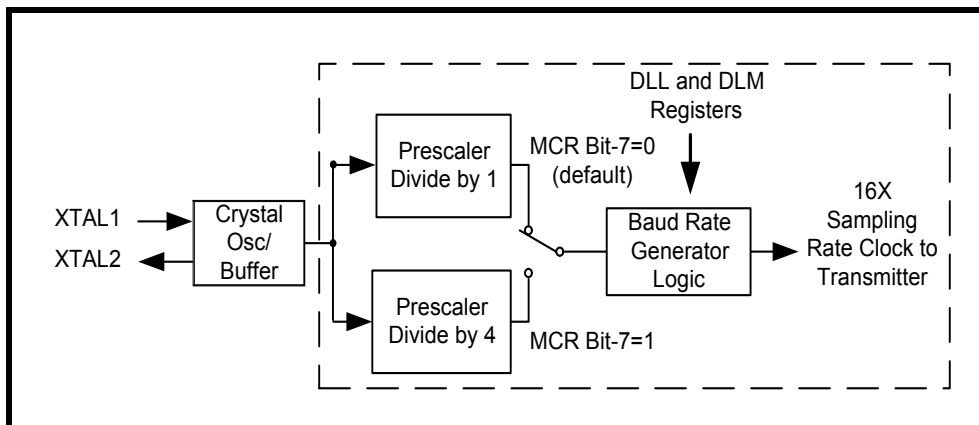 DLL and DLM
Registers
Prescaler
Divide by 1
MCR Bit-7=0
(default)
XTAL1
XTAL2
Crystal
Osc/
Buffer
Baud Rate
Generator
Logic
16X
Sampling
Rate Clock to
Transmitter
Prescaler
Divide by 4
MCR Bit-7=1